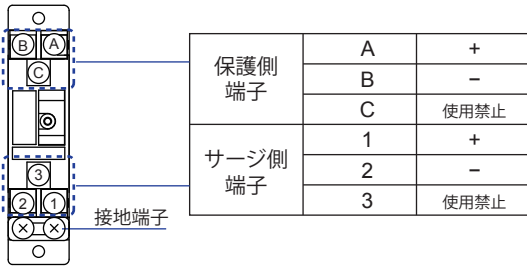 B A
C
3
2 1
接地端子
保護側端子 A +
B −
C 使用禁止
サージ側端子 1 +
2 −
3 使用禁止